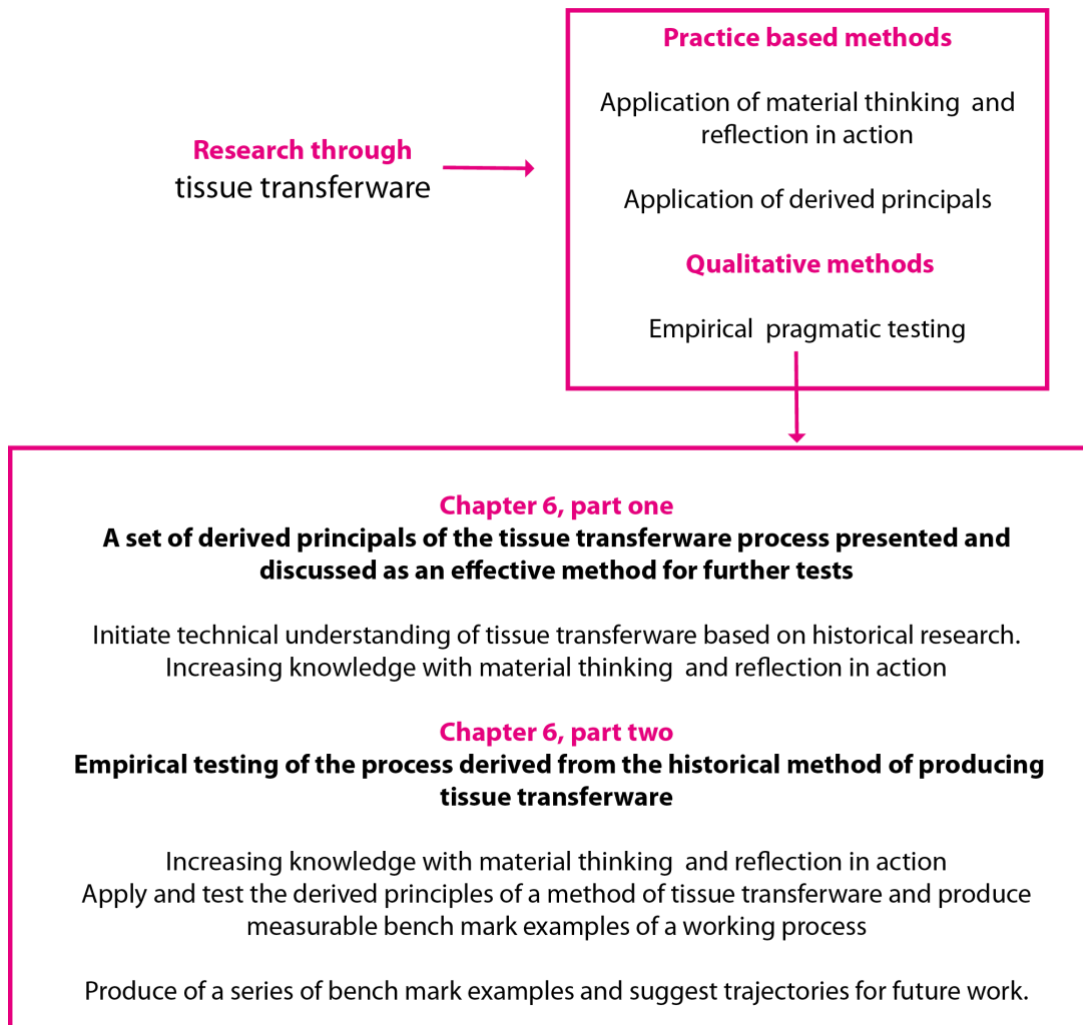 Research through
tissue transferware
Practice based methods
Application of material thinking and
reflection in action
Application of derived principals
Qualitative methods
Empirical pragmatic testing
Chapter 6, part one
A set of derived principals of the tissue transferware process presented and
discussed as an effective method for further tests
Initiate technical understanding of tissue transferware based on historical research.
Increasing knowledge with material thinking and reflection in action
Chapter 6, part two
Empirical testing of the process derived from the historical method of producing
tissue transferware
Increasing knowledge with material thinking and reflection in action
Apply and test the derived principles of a method of tissue transferware and produce
measurable bench mark examples of a working process
Produce of a series of bench mark examples and suggest trajectories for future work.